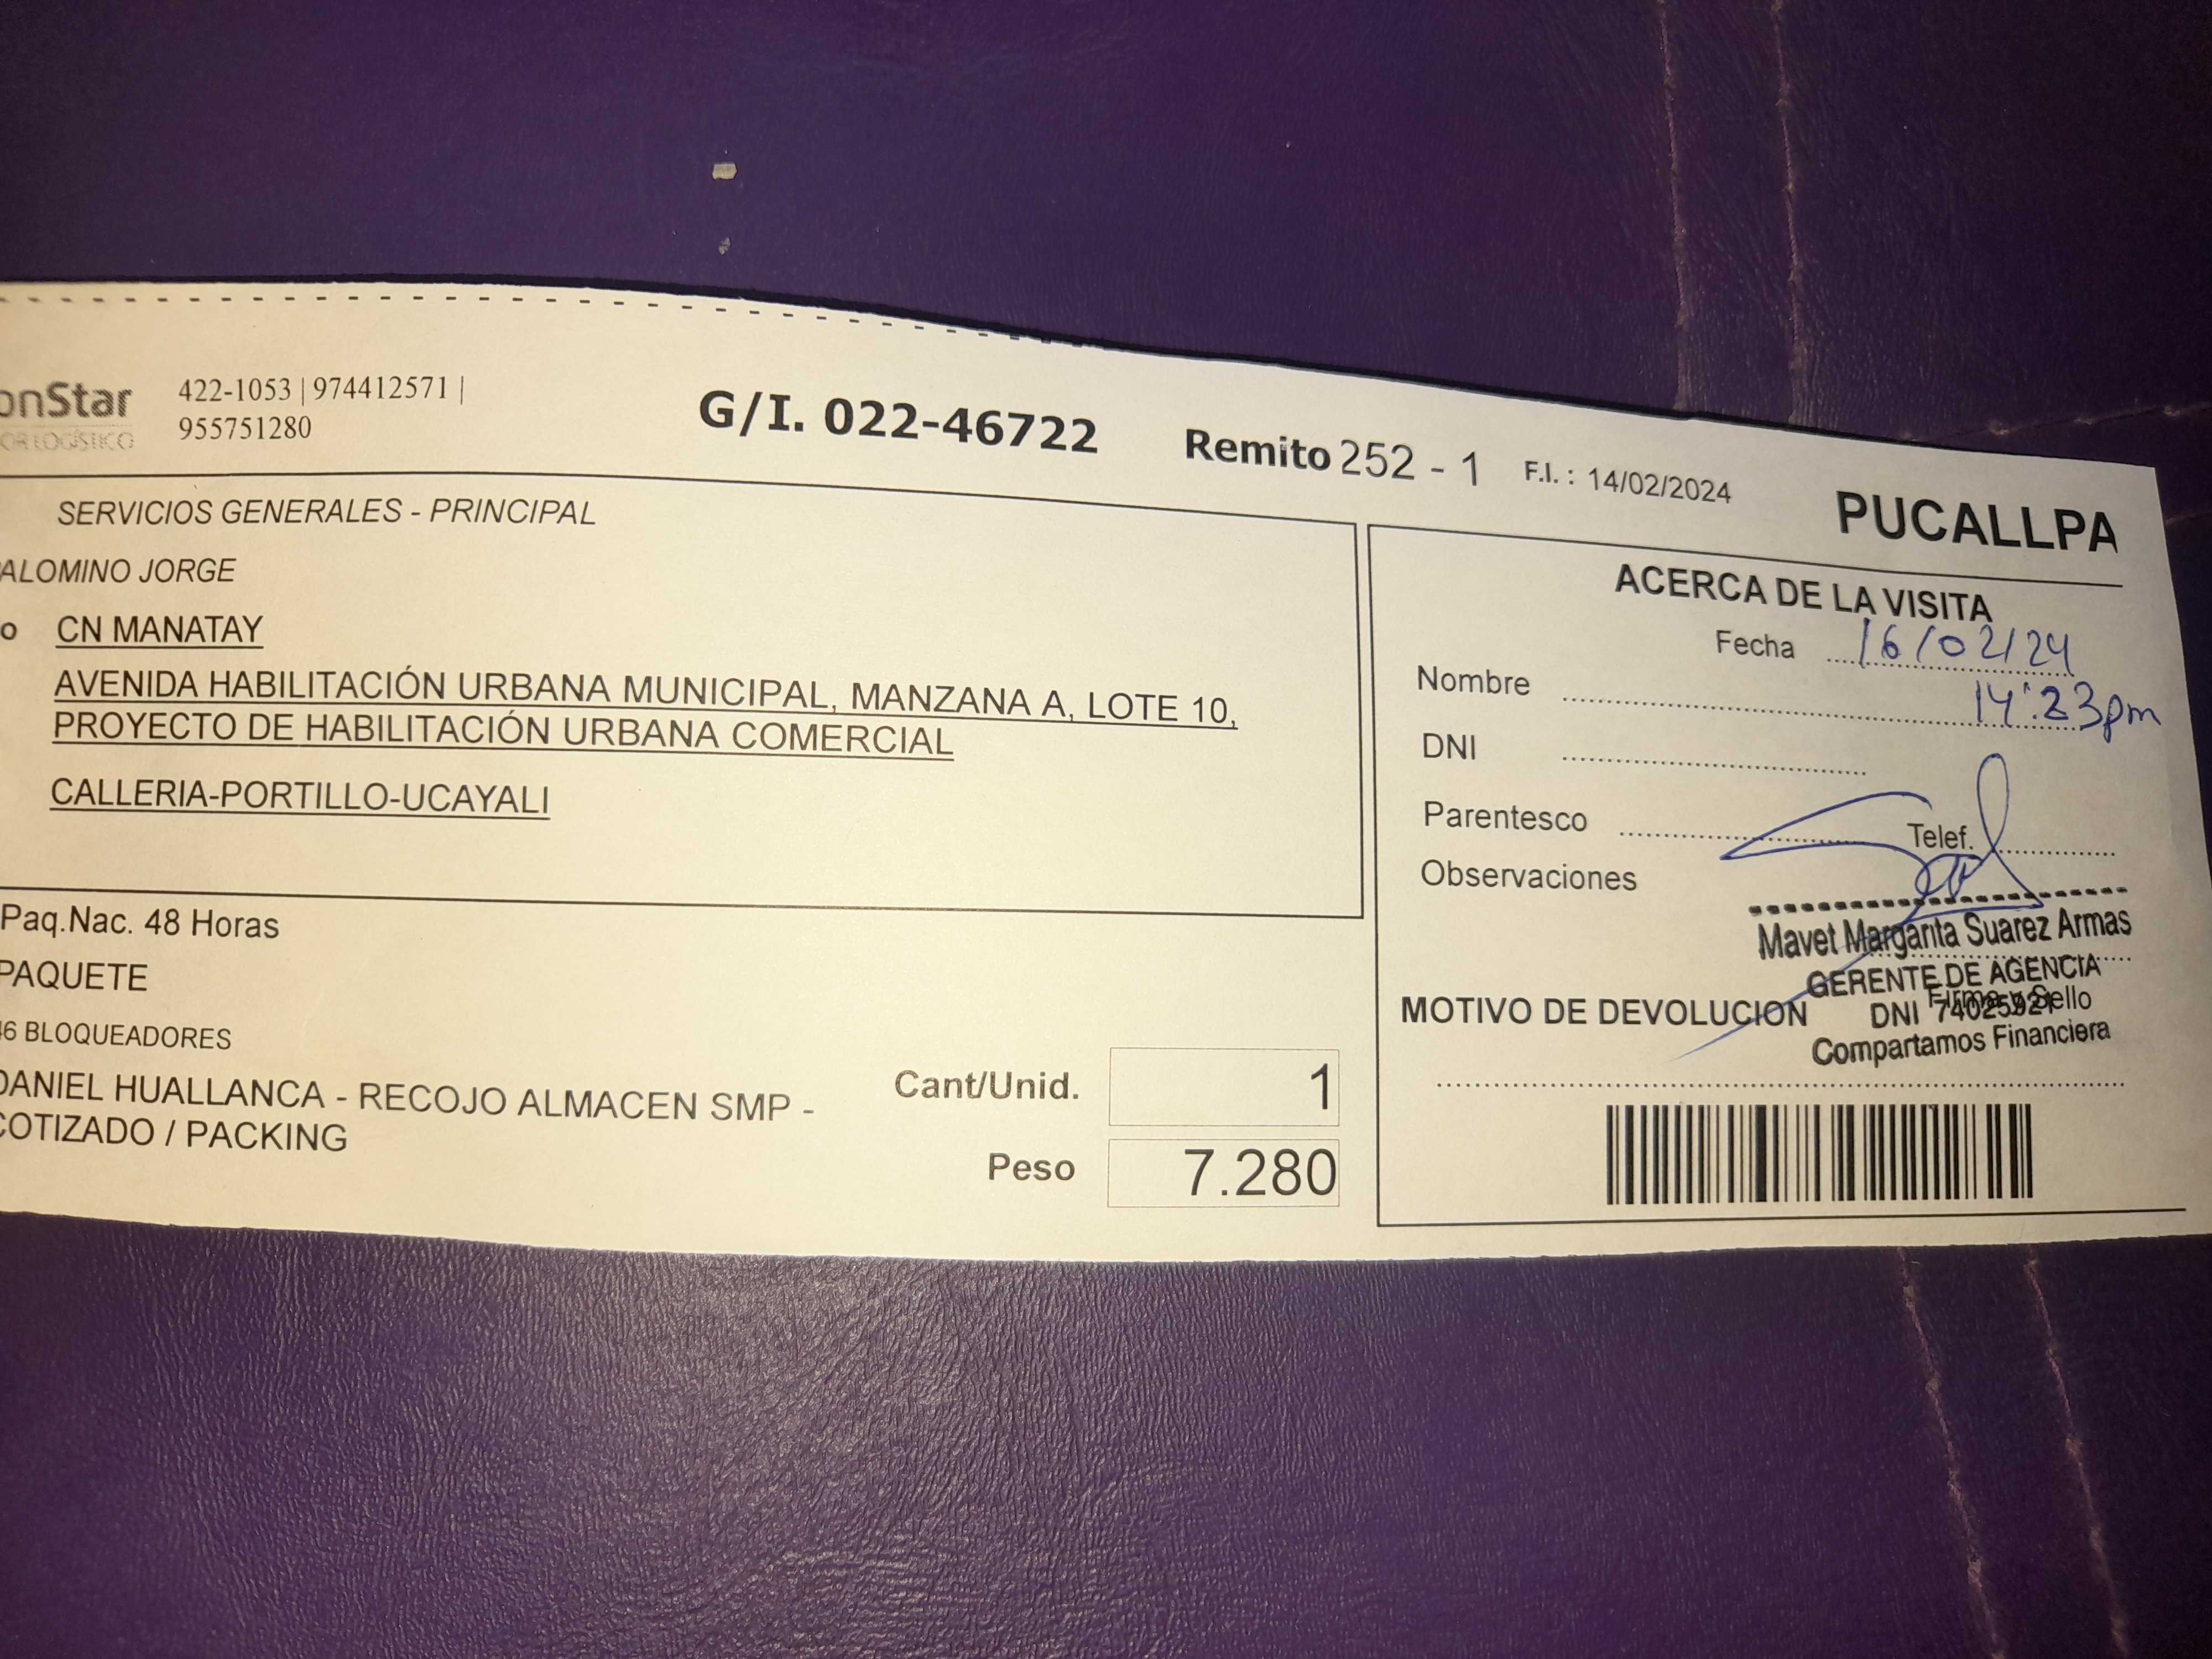 onStar
422-1053 | 974412571 |
955751280
G/I. 022-46722
Remito 252 - 1
F.I. : 14/02/2024
PUCALLPA
SERVICIOS GENERALES - PRINCIPAL
ALOMINO JORGE
o CN MANATAY
AVENIDA HABILITACIÓN URBANA MUNICIPAL, MANZANA A, LOTE 10,
PROYECTO DE HABILITACIÓN URBANA COMERCIAL
CALLERIA-PORTILLO-UCAYALI
Paq.Nac. 48 Horas
PAQUETE
46 BLOQUEADORES
DANIEL HUALLANCA - RECOJO ALMACEN SMP -
COTIZADO / PACKING
Cant/Unid. 1
Peso 7.280
ACERCA DE LA VISITA
Fecha 16/02/24
Nombre 14:23pm
DNI
Parentesco
Telef.
Observaciones
Mavet Margarita Suarez Armas
GERENTE DE AGENCIA
Firma y Sello
DNI 74025921
Compartamos Financiera
MOTIVO DE DEVOLUCION